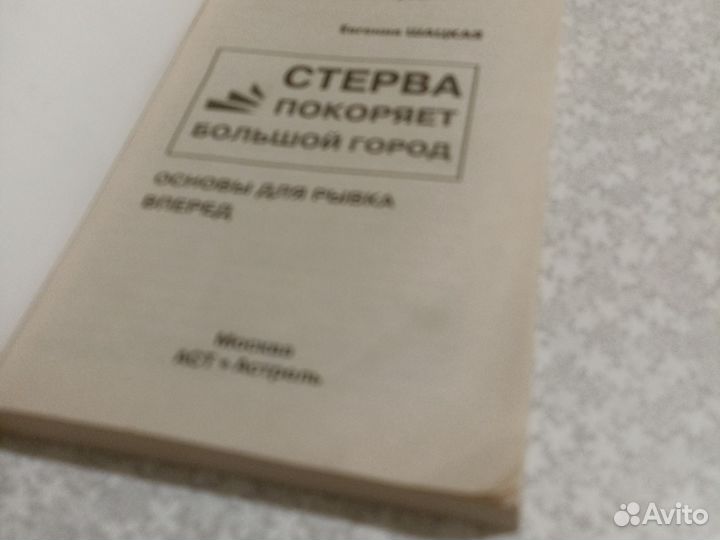 Евгения ШАЦКАЯ
СТЕРВА
ПОКОРЯЕТ
БОЛЬШОЙ ГОРОД
ОСНОВЫ ДЛЯ РЫВКА
ВПЕРЕД
Москва
АСТ • Астрель
Avito